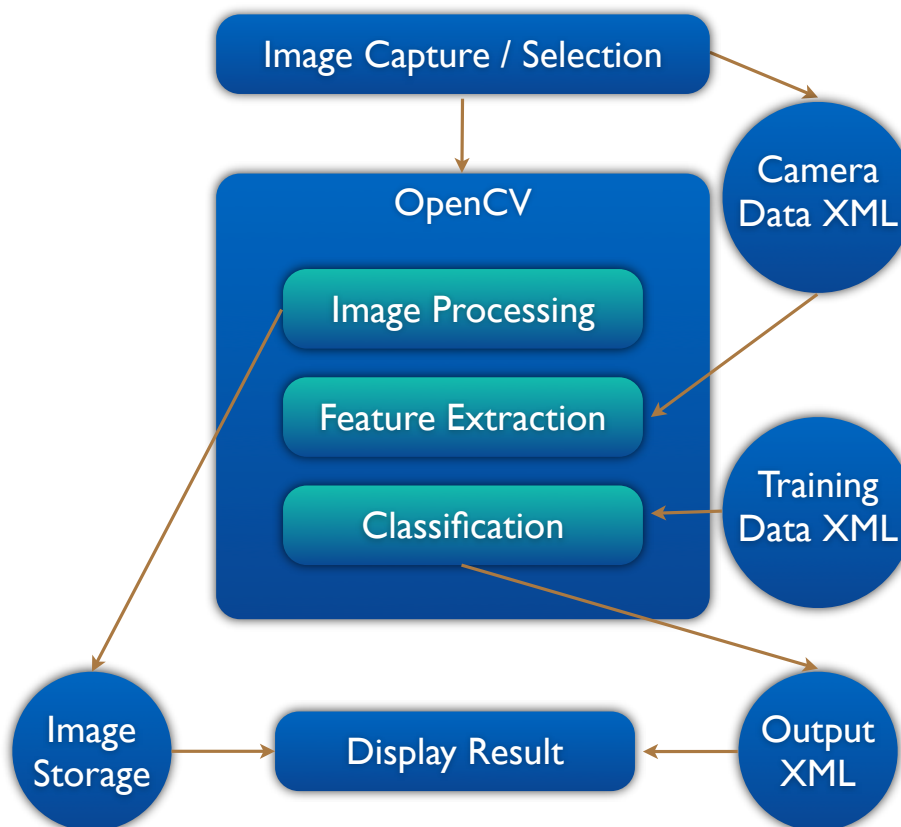 Image Capture / Selection
Camera
Data XML
OpenCV
Image Processing
Feature Extraction
Training
Data XML
Classification
Image
Storage
Display Result
Output
XML